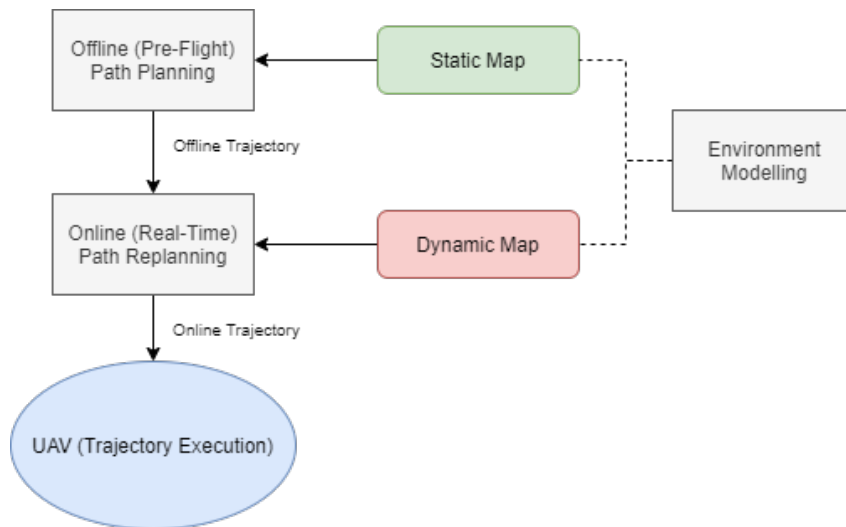 Offline (Pre-Flight)
Path Planning
Static Map
Environment
Modelling
Offline Trajectory
Online (Real-Time)
Path Replanning
Dynamic Map
Online Trajectory
UAV (Trajectory Execution)